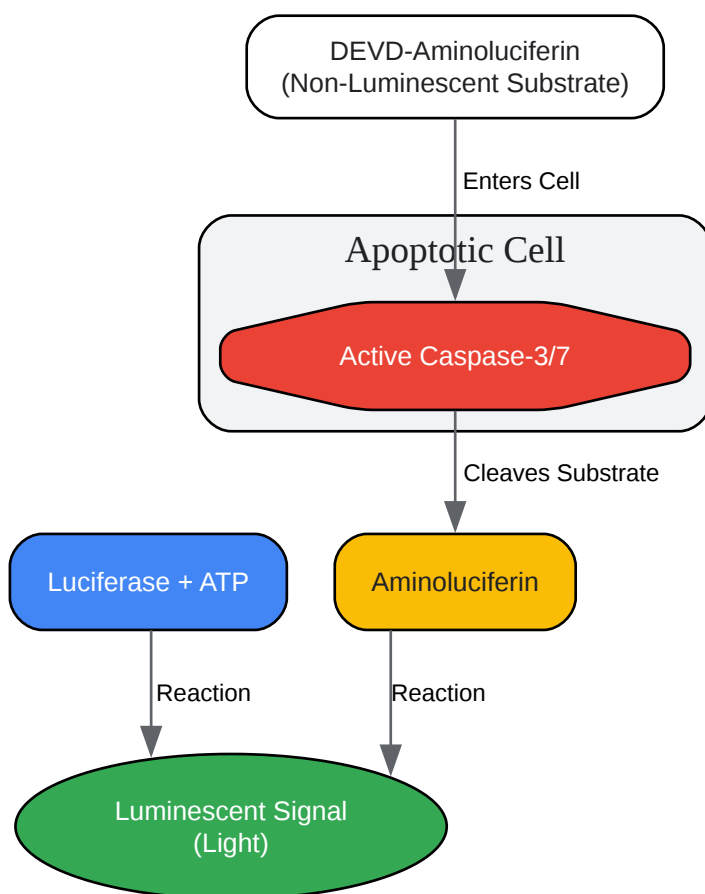 DEVD-Aminoluciferin
(Non-Luminescent Substrate)
Enters Cell
Apoptotic Cell
Active Caspase-3/7
Cleaves Substrate
Luciferase + ATP
Aminoluciferin
Reaction
Reaction
Luminescent Signal
(Light)